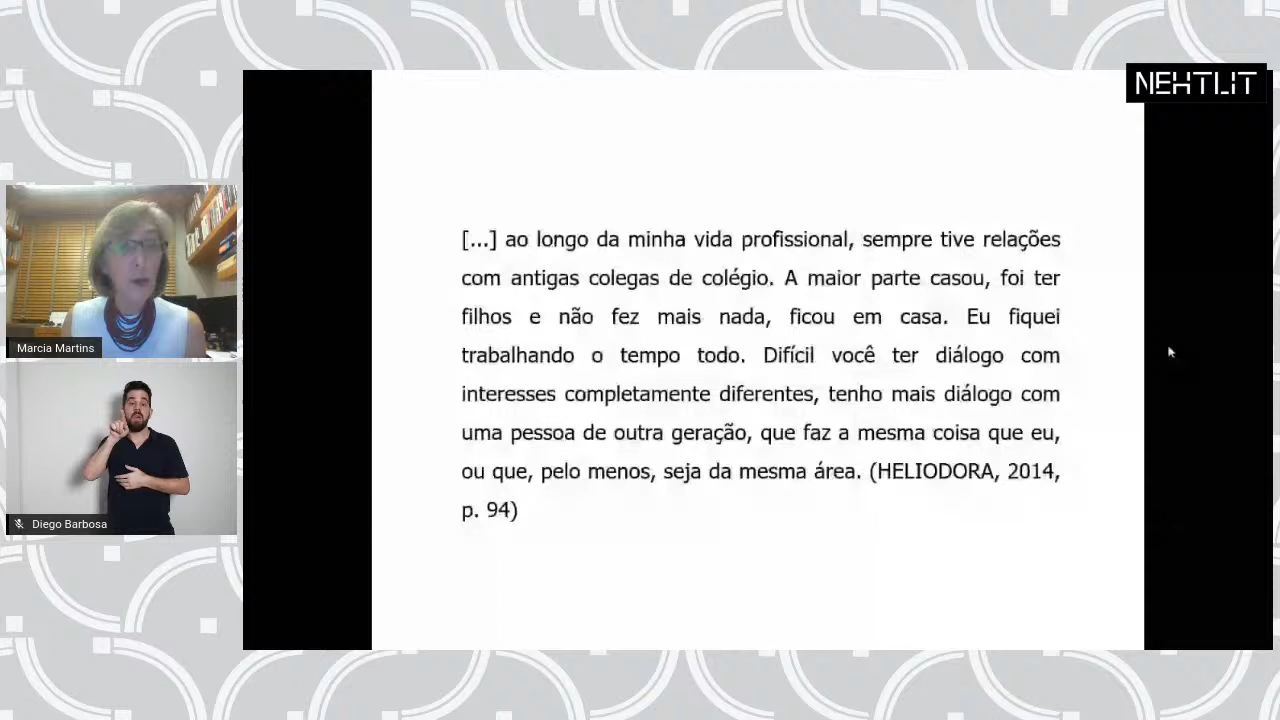 NEHTLIT
[...] ao longo da minha vida profissional, sempre tive relações
com antigas colegas de colégio. A maior parte casou, foi ter
filhos e não fez mais nada, ficou em casa. Eu fiquei
trabalhando o tempo todo. Difícil você ter diálogo com
interesses completamente diferentes, tenho mais diálogo com
uma pessoa de outra geração, que faz a mesma coisa que eu,
ou que, pelo menos, seja da mesma área. (HELIODORA, 2014,
p. 94)
Marcia Martins
Diego Barbosa